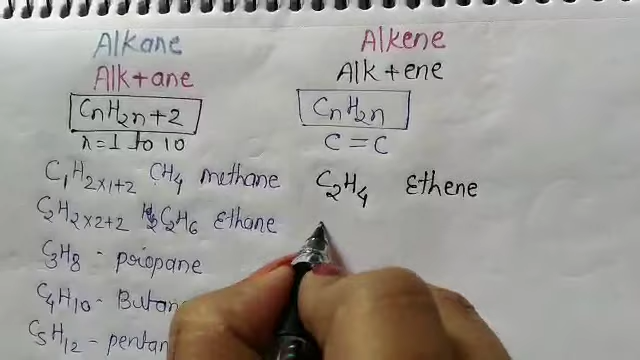 Alkane
Alk+ane
CnH2n+2
n=1 to 10
C1H2x1+2 CH4 methane
C2H2x2+2 C2H6 Ethane
C3H8 - propane
C4H10 - Butan
C5H12 - pentan
Alkene
Alk+ene
CnH2n
C=C
C2H4 Ethene